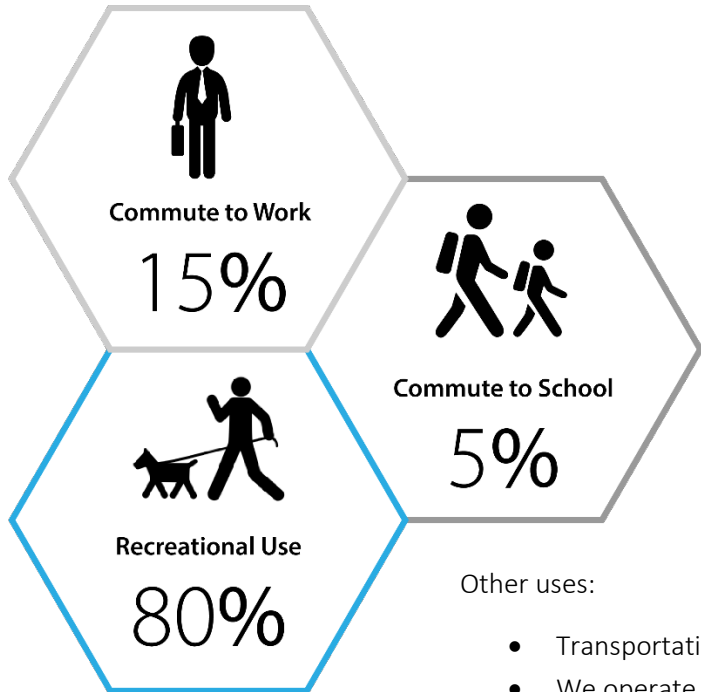 Commute to Work
15%
Commute to School
5%
Recreational Use
80%
Other uses:
• Transportati
• We operate